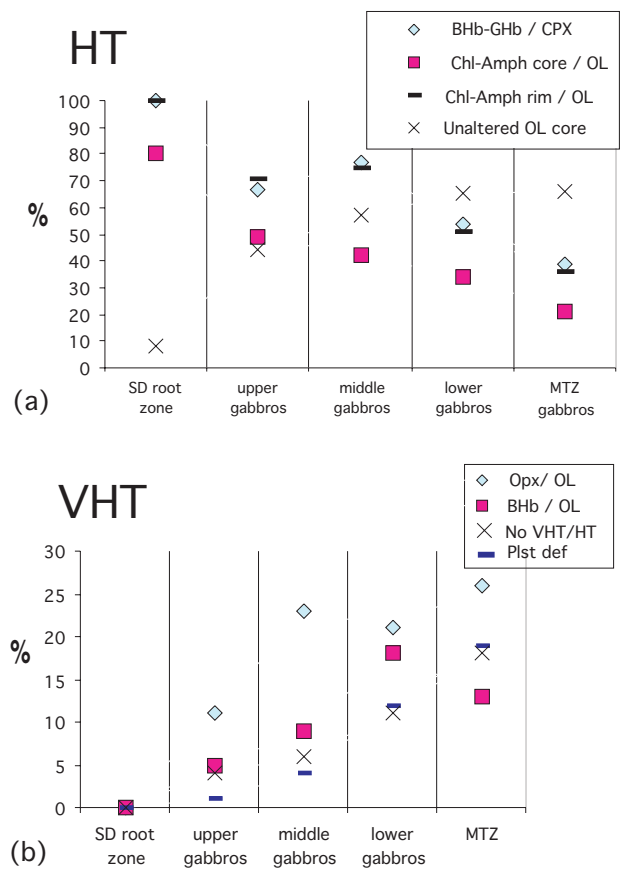 HT
BHb-GHb / CPX
Chl-Amph core / OL
Chl-Amph rim / OL
Unaltered OL core
100
90
80
70
60
50
40
30
20
10
0
%
SD root zone
upper gabbros
middle gabbros
lower gabbros
MTZ gabbros
(a)
VHT
Opx/ OL
BHb / OL
No VHT/HT
Plst def
30
25
20
15
10
5
0
%
SD root zone
upper gabbros
middle gabbros
lower gabbros
MTZ
(b)